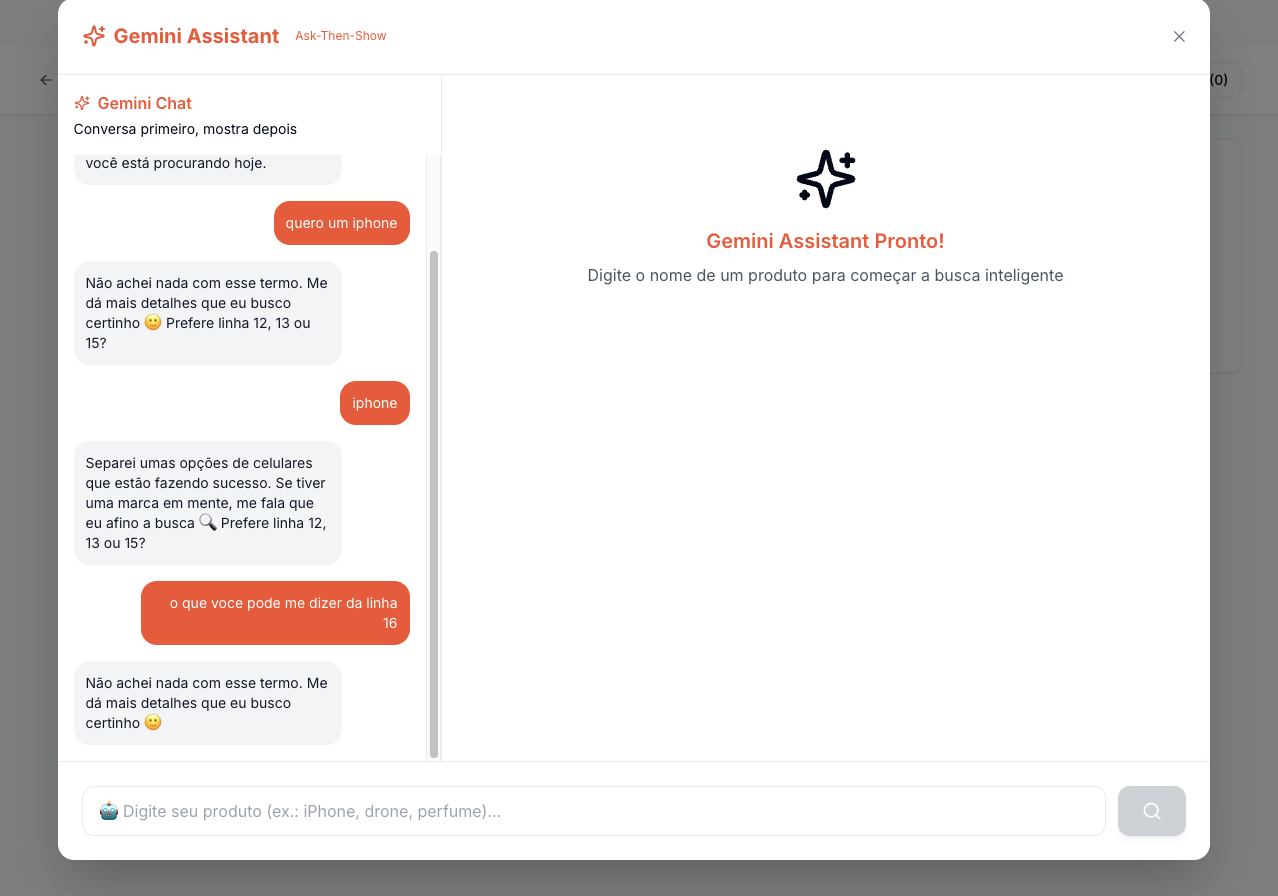 Gemini Assistant Ask-Then-Show
(0)
Gemini Chat
Conversa primeiro, mostra depois
você está procurando hoje.
quero um iphone
Não achei nada com esse termo. Me
dá mais detalhes que eu busco
certinho 🙂 Prefere linha 12, 13 ou
15?
iphone
Separei umas opções de celulares
que estão fazendo sucesso. Se tiver
uma marca em mente, me fala que
eu afino a busca 🔍 Prefere linha 12,
13 ou 15?
o que voce pode me dizer da linha
16
Não achei nada com esse termo. Me
dá mais detalhes que eu busco
certinho 🙂
Gemini Assistant Pronto!
Digite o nome de um produto para começar a busca inteligente
🤖 Digite seu produto (ex.: iPhone, drone, perfume)...